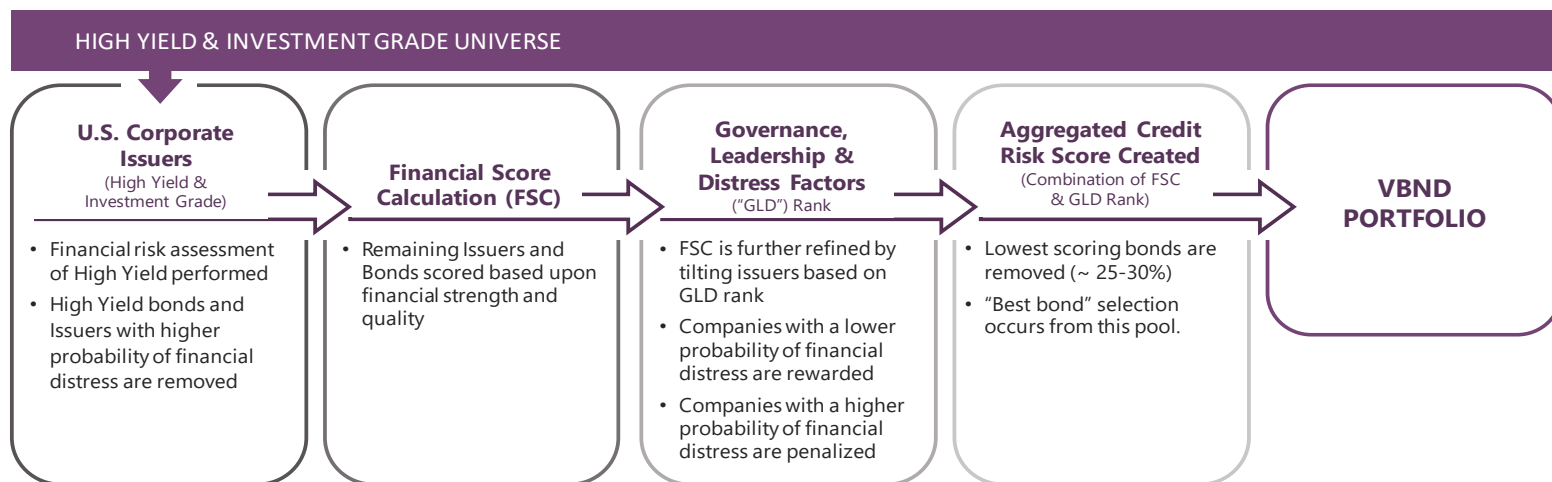 HIGH YIELD & INVESTMENT GRADE UNIVERSE
U.S. Corporate
Issuers
(High Yield &
Investment Grade)
• Financial risk assessment
of High Yield performed
• High Yield bonds and
Issuers with higher
probability of financial
distress are removed
Financial Score
Calculation (FSC)
• Remaining Issuers and
Bonds scored based upon
financial strength and
quality
Governance,
Leadership &
Distress Factors
("GLD") Rank
• FSC is further refined by
tilting issuers based on
GLD rank
• Companies with a lower
probability of financial
distress are rewarded
• Companies with a higher
probability of financial
distress are penalized
Aggregated Credit
Risk Score Created
(Combination of FSC
& GLD Rank)
• Lowest scoring bonds are
removed (~ 25-30%)
• “Best bond” selection
occurs from this pool.
VBND
PORTFOLIO